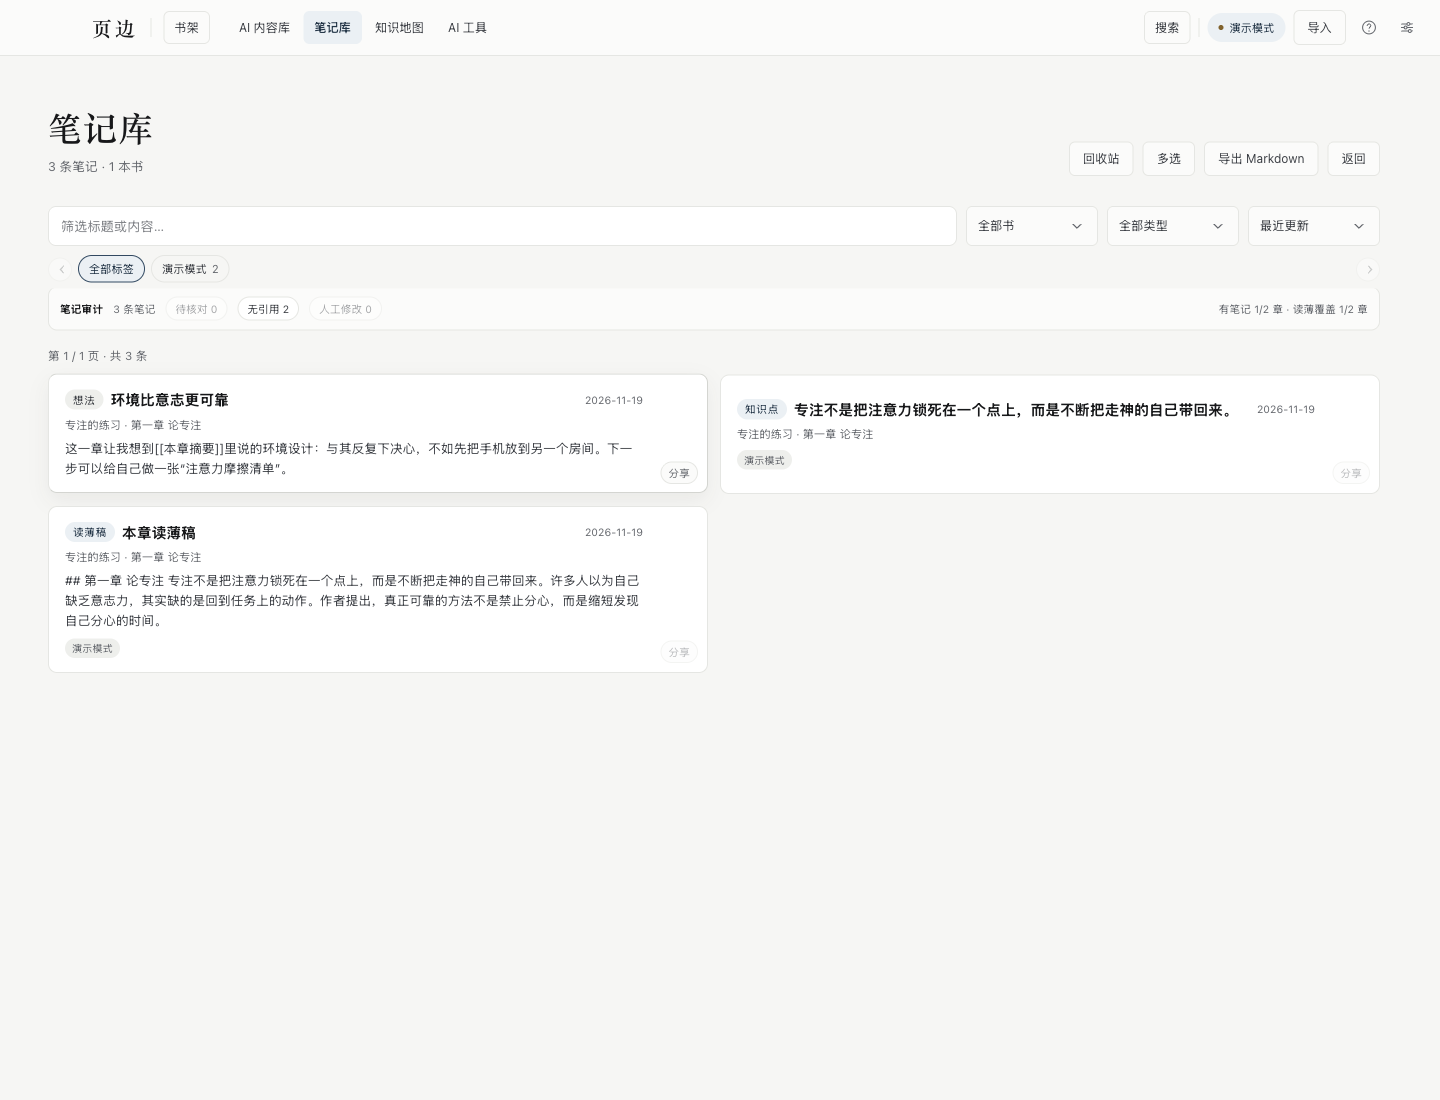 页边
书架
AI 内容库
笔记库
知识地图
AI 工具
搜索
演示模式
导入
笔记库
3 条笔记 · 1 本书
回收站
多选
导出 Markdown
返回
筛选标题或内容...
全部书
全部类型
最近更新
全部标签
演示模式 2
笔记审计
3 条笔记
待核对 0
无引用 2
人工修改 0
有笔记 1/2 章 · 读薄覆盖 1/2 章
第 1 / 1 页 · 共 3 条
想法 环境比意志更可靠 2026-11-19
专注的练习 · 第一章 论专注
这一章让我想到[[本章摘要]]里说的环境设计：与其反复下决心，不如先把手机放到另一个房间。下一
步可以给自己做一张“注意力摩擦清单”。
分享
知识点 专注不是把注意力锁死在一个点上，而是不断把走神的自己带回来。 2026-11-19
专注的练习 · 第一章 论专注
演示模式
分享
读薄稿 本章读薄稿 2026-11-19
专注的练习 · 第一章 论专注
## 第一章 论专注 专注不是把注意力锁死在一个点上，而是不断把走神的自己带回来。许多人以为自己
缺乏意志力，其实缺的是回到任务上的动作。作者提出，真正可靠的方法不是禁止分心，而是缩短发现
自己分心的时间。
演示模式
分享